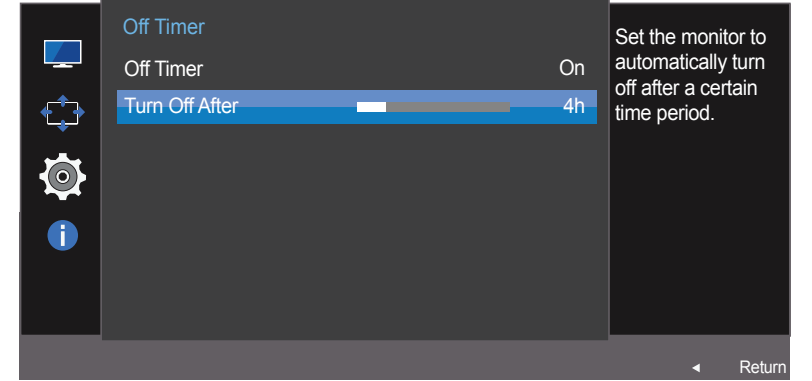 Off Timer
Off Timer On
Turn Off After 4h
Set the monitor to
automatically turn
off after a certain
time period.
i
◄ Return